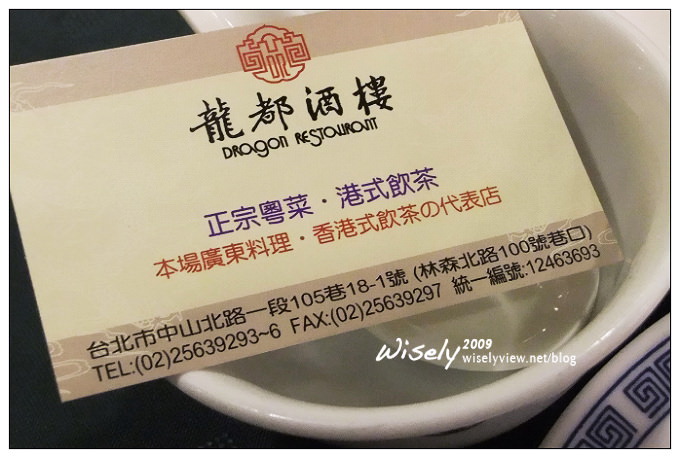 龍都酒樓
DRagon RESTauRanT
正宗粵菜・港式飲茶
本場廣東料理・香港式飲茶の代表店
台北市中山北路一段105巷18-1號 (林森北路100號巷口)
TEL:(02)25639293~6 FAX:(02)25639297 統一編號:12463693
Wisely 2009
wiselyview.net/blog